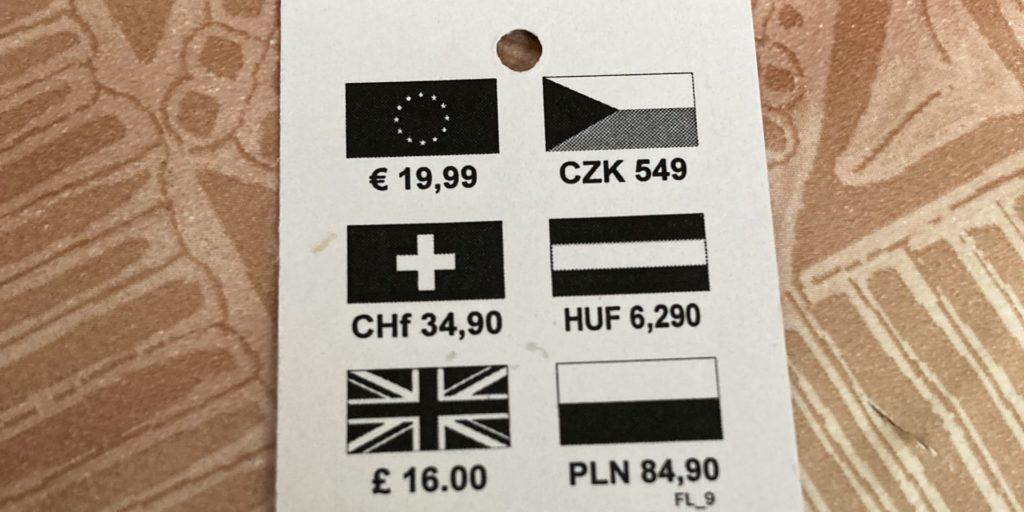 € 19,99
CZK 549
CHf 34,90
HUF 6,290
£ 16.00
PLN 84,90
FL_9